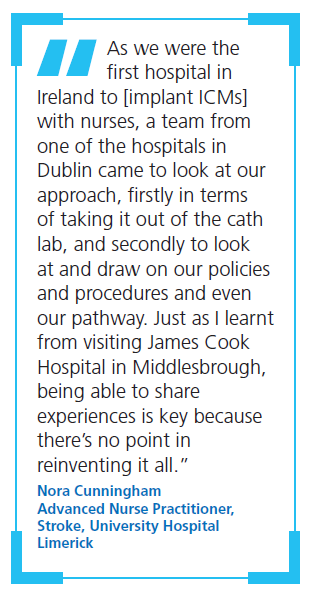 As we were the
first hospital in
Ireland to [implant ICMs]
with nurses, a team from
one of the hospitals in
Dublin came to look at our
approach, firstly in terms
of taking it out of the cath
lab, and secondly to look
at and draw on our policies
and procedures and even
our pathway. Just as I learnt
from visiting James Cook
Hospital in Middlesbrough,
being able to share
experiences is key because
there’s no point in
reinventing it all.”
Nora Cunningham
Advanced Nurse Practitioner,
Stroke, University Hospital
Limerick